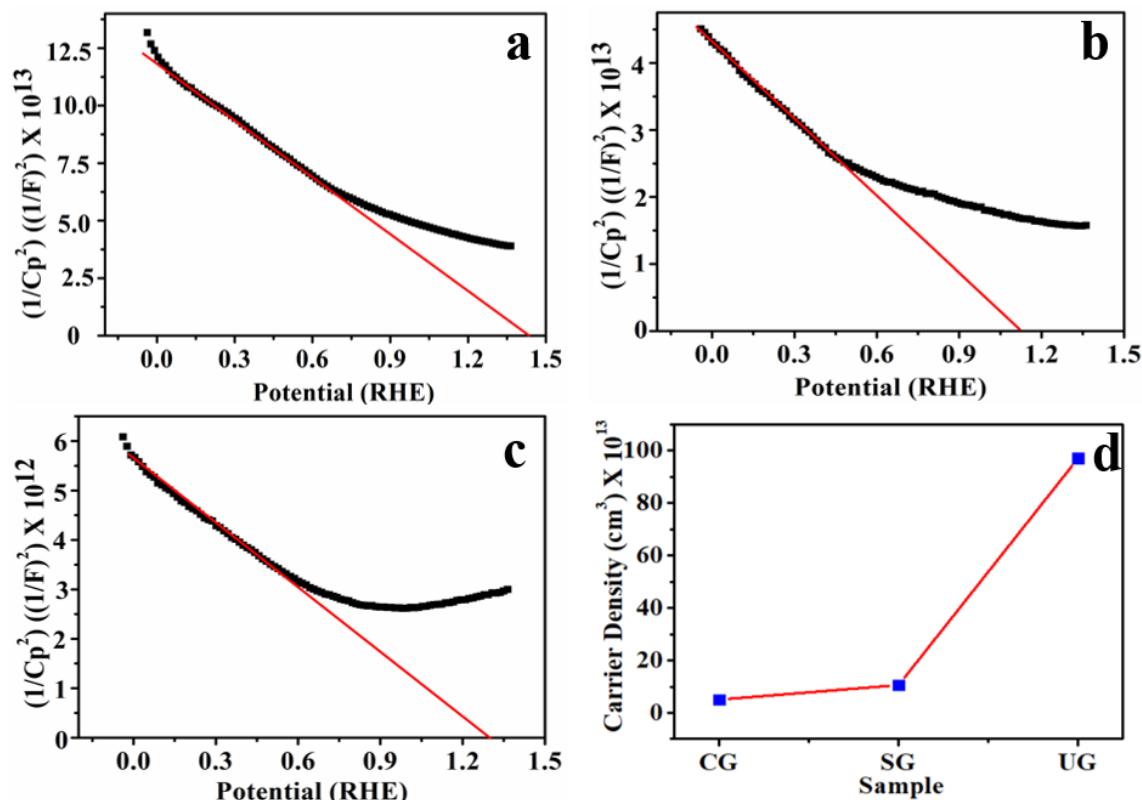 a
(1/Cp²) ((1/F)²) X 10¹³
12.5
10.0
7.5
5.0
2.5
0
0.0 0.3 0.6 0.9 1.2 1.5
Potential (RHE)
b
(1/Cp²) ((1/F)²) X 10¹³
4
3
2
1
0
0.0 0.3 0.6 0.9 1.2 1.5
Potential (RHE)
c
(1/Cp²) ((1/F)²) X 10¹²
6
5
4
3
2
1
0
0.0 0.3 0.6 0.9 1.2 1.5
Potential (RHE)
d
Carrier Density (cm³) X 10¹³
100
80
60
40
20
0
CG SG UG
Sample